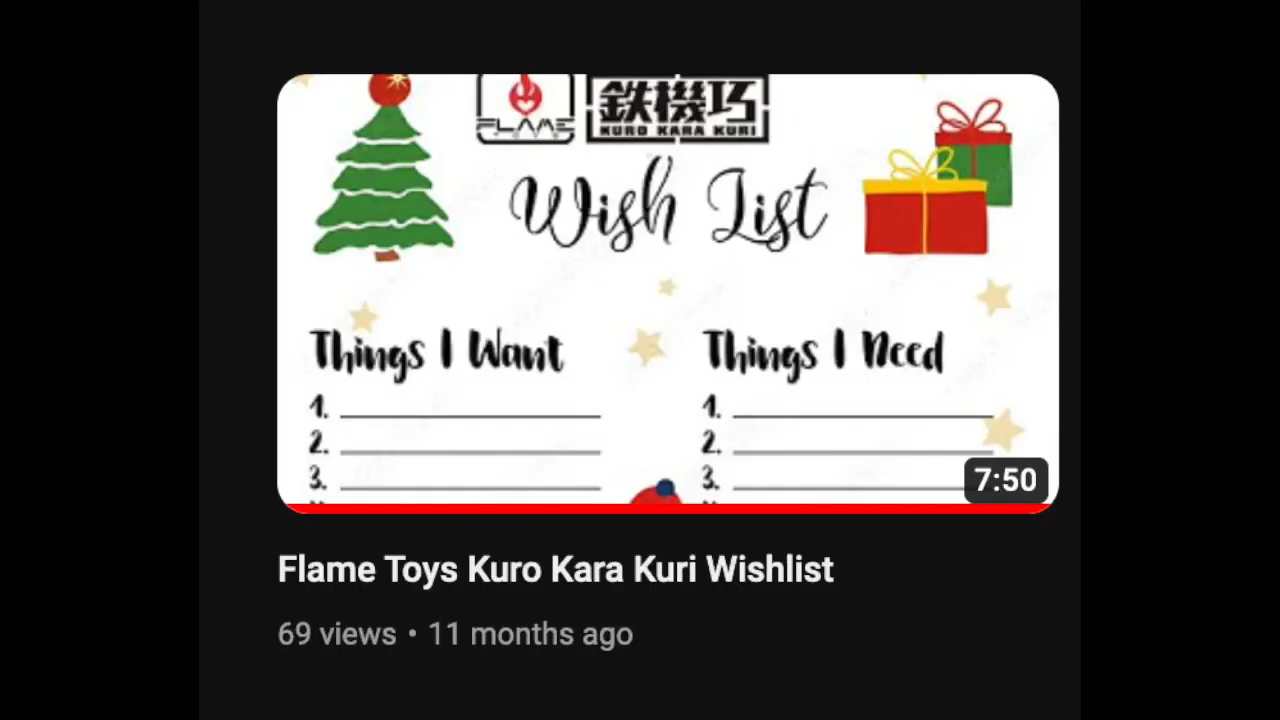 FLAME
鉄機巧
KURO KARA KURI
Wish List
Things I Want
Things I Need
1.
2.
3.
1.
2.
3.
7:50
Flame Toys Kuro Kara Kuri Wishlist
69 views • 11 months ago